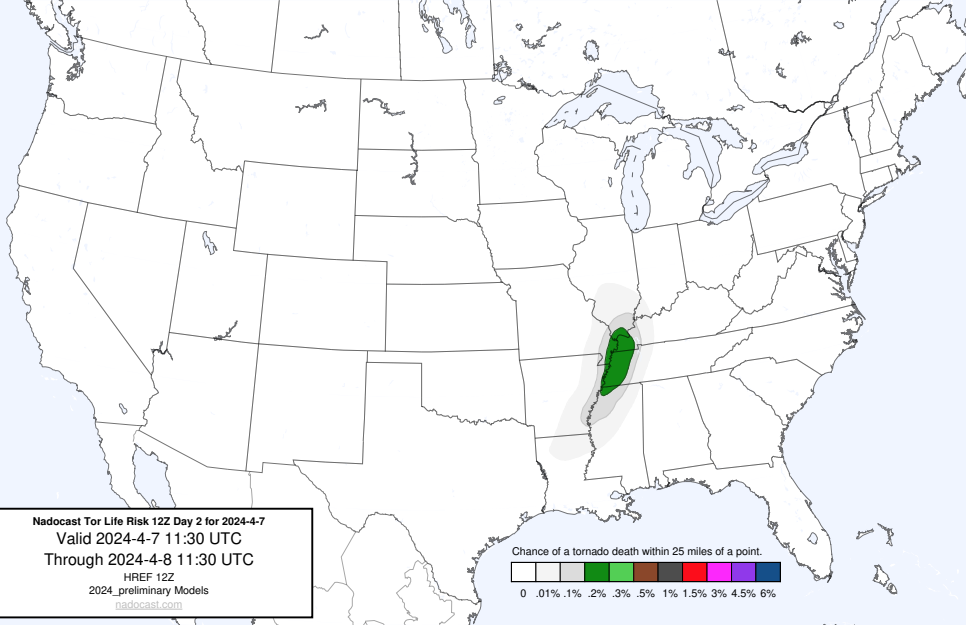 Nadocast Tor Life Risk 12Z Day 2 for 2024-4-7
Valid 2024-4-7 11:30 UTC
Through 2024-4-8 11:30 UTC
HREF 12Z
2024_preliminary Models
nadocast.com
Chance of a tornado death within 25 miles of a point.
0 .01% .1% .2% .3% .5% 1% 1.5% 3% 4.5% 6%